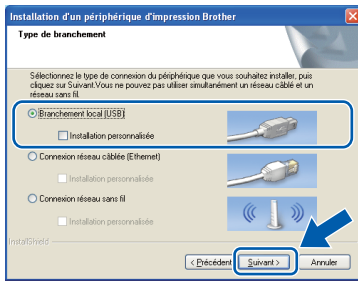 Installation d'un périphérique d'impression Brother
Type de branchement
Sélectionnez le type de connexion du périphérique que vous souhaitez installer, puis
cliquez sur Suivant.Vous ne pouvez pas utiliser simultanément un réseau câblé et un
réseau sans fil.
Branchement local (USB)
Installation personnalisée
Connexion réseau câblée (Ethernet)
Installation personnalisée
Connexion réseau sans fil
Installation personnalisée
InstallShield
< Précédent
Suivant >
Annuler